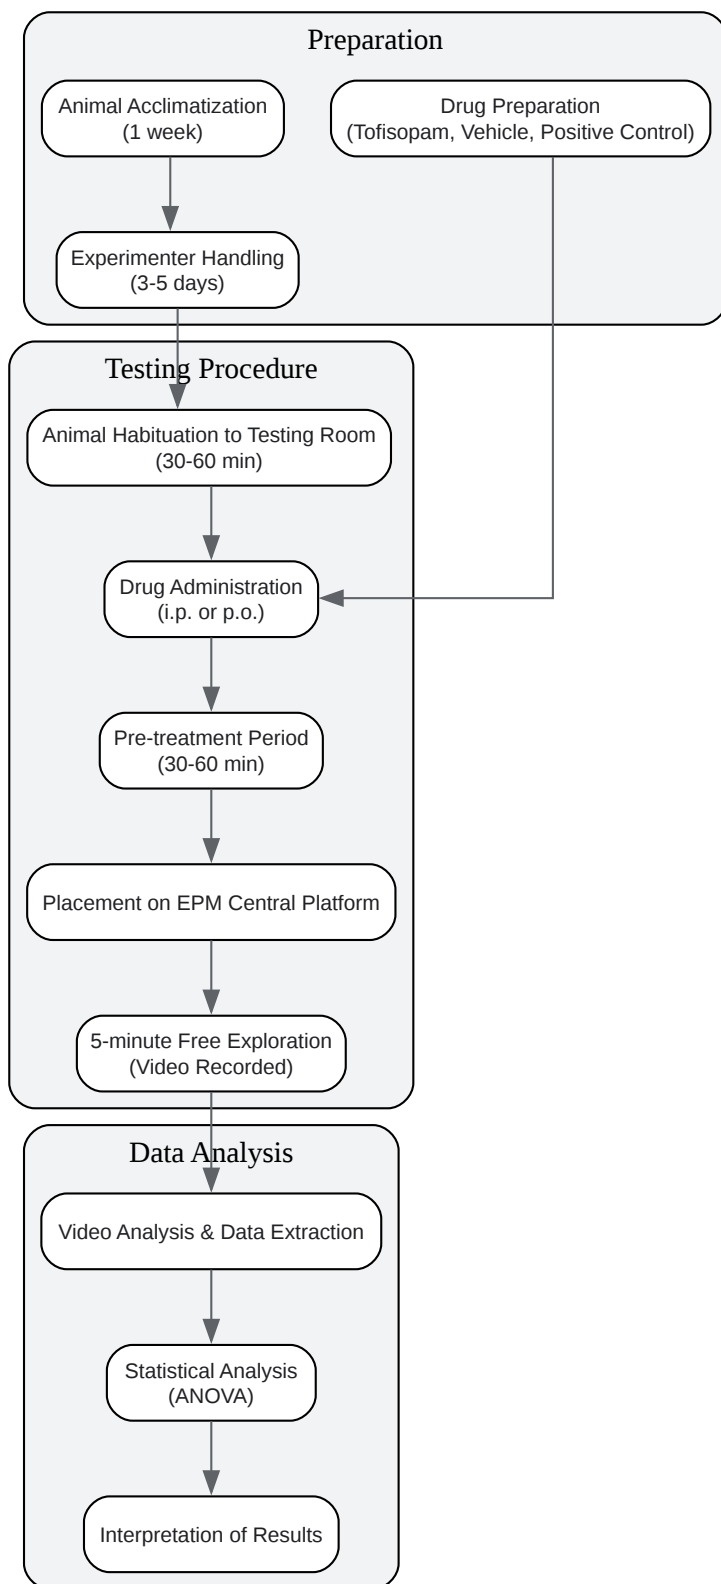 Preparation
Animal Acclimatization
(1 week)
Drug Preparation
(Tofisopam, Vehicle, Positive Control)
Experimenter Handling
(3-5 days)
Testing Procedure
Animal Habituation to Testing Room
(30-60 min)
Drug Administration
(i.p. or p.o.)
Pre-treatment Period
(30-60 min)
Placement on EPM Central Platform
5-minute Free Exploration
(Video Recorded)
Data Analysis
Video Analysis & Data Extraction
Statistical Analysis
(ANOVA)
Interpretation of Results